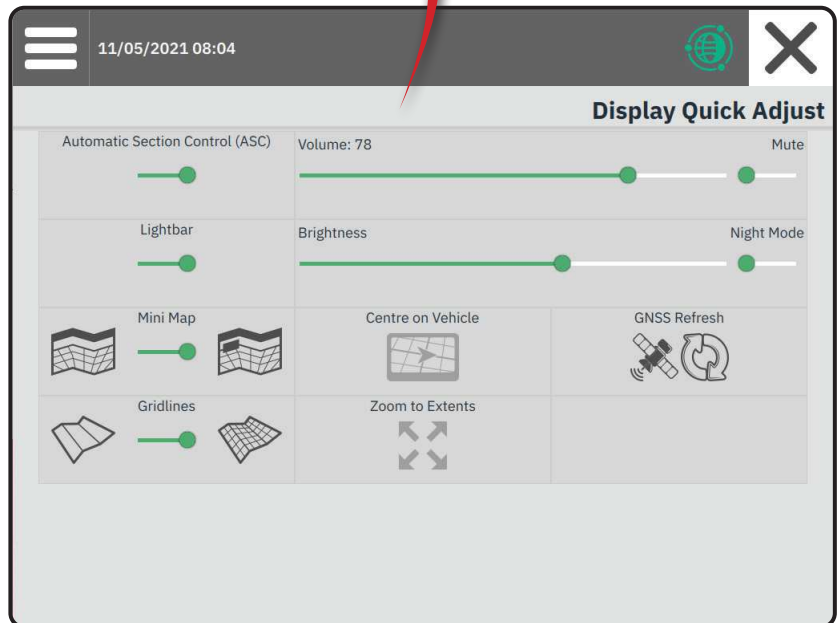 11/05/2021 08:04
Display Quick Adjust
Automatic Section Control (ASC)
Volume: 78
Mute
Lightbar
Brightness
Night Mode
Mini Map
Centre on Vehicle
GNSS Refresh
Gridlines
Zoom to Extents